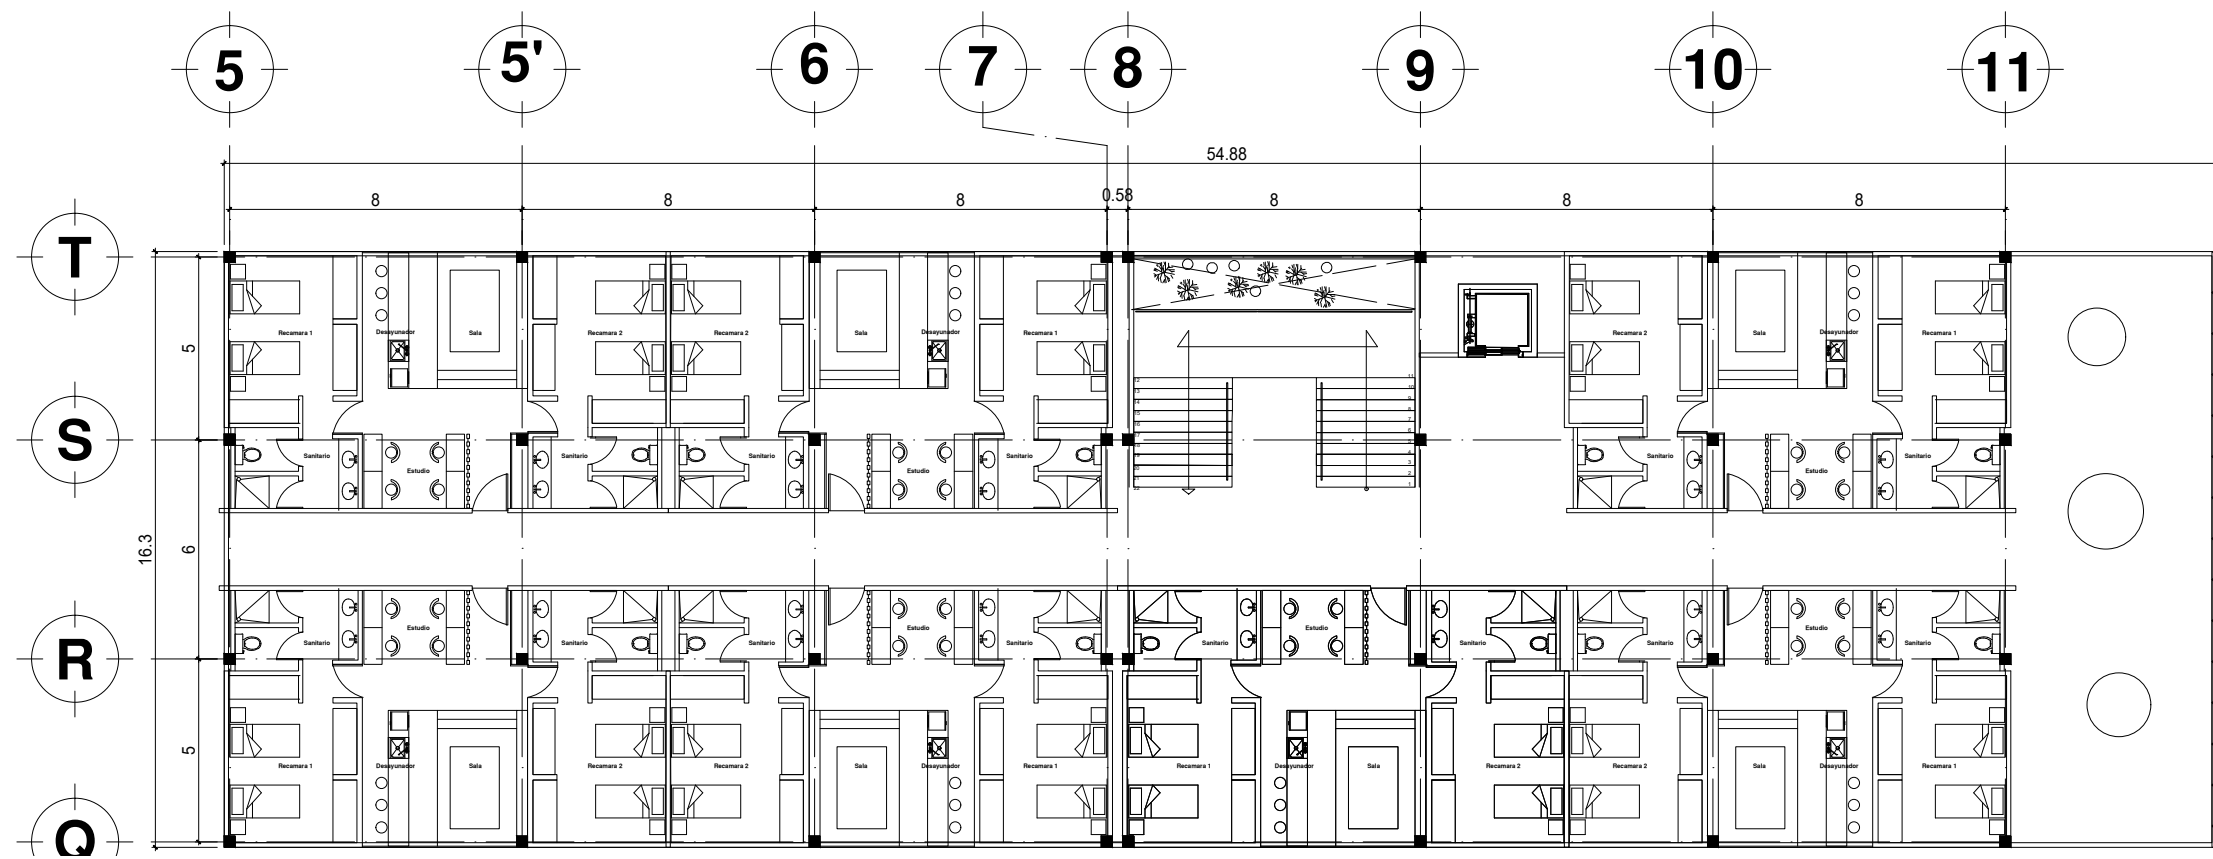 5 5' 6 7 8 9 10 11
54.88
8 8 8 0.58 8 8 8
T
5
Recamara 1 Desayunador Sala Recamara 2 Recamara 2 Sala Desayunador Recamara 1 Recamara 2 Sala Desayunador Recamara 1
S
Sanitario Estudio Sanitario Sanitario Estudio Sanitario Sanitario Estudio Sanitario
16.3
6
Sanitario Estudio Sanitario Sanitario Estudio Sanitario Sanitario Estudio Sanitario Sanitario Estudio Sanitario
R
5
Recamara 1 Desayunador Sala Recamara 2 Recamara 2 Sala Desayunador Recamara 1 Recamara 1 Desayunador Sala Recamara 2 Recamara 2 Sala Desayunador Recamara 1
Q